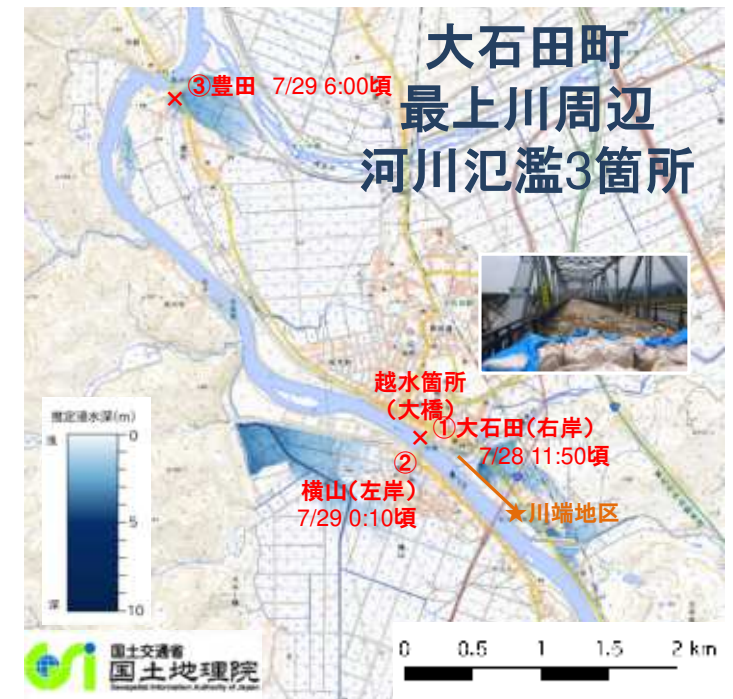 大石田町
最上川周辺
河川氾濫3箇所
③豊田 7/29 6:00頃
×
越水箇所
（大橋）
×
①大石田（右岸）
7/28 11:50頃
②
横山（左岸）
7/29 0:10頃
★川端地区
推定浸水深(m)
浅
0
5
深
10
国土交通省
国土地理院
Geospatial Information Authority of Japan
0 0.5 1 1.5 2 km